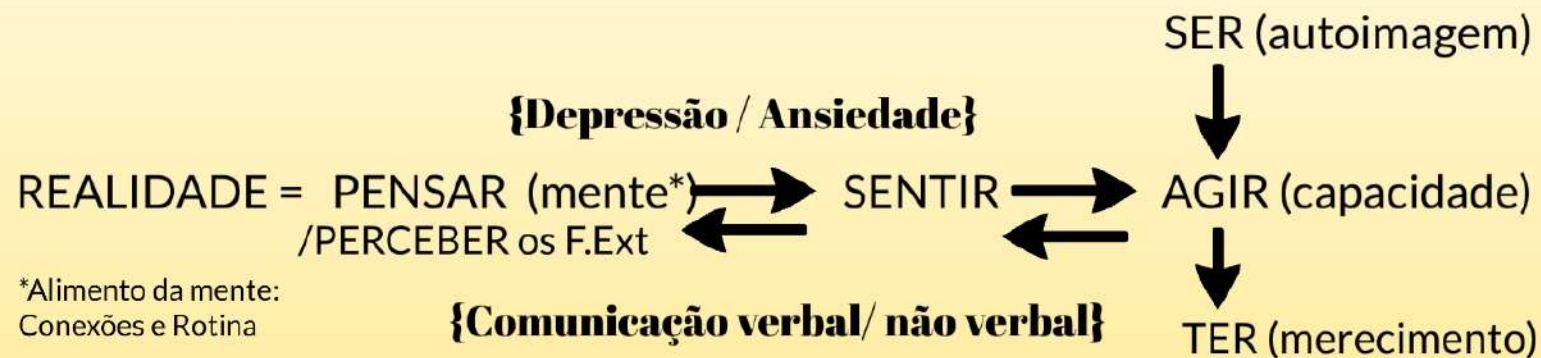 SER (autoimagem)
{Depressão / Ansiedade}
REALIDADE = PENSAR (mente*) SENTIR AGIR (capacidade)
/PERCEBER os F.Ext
*Alimento da mente:
Conexões e Rotina
{Comunicação verbal/ não verbal}
TER (merecimento)